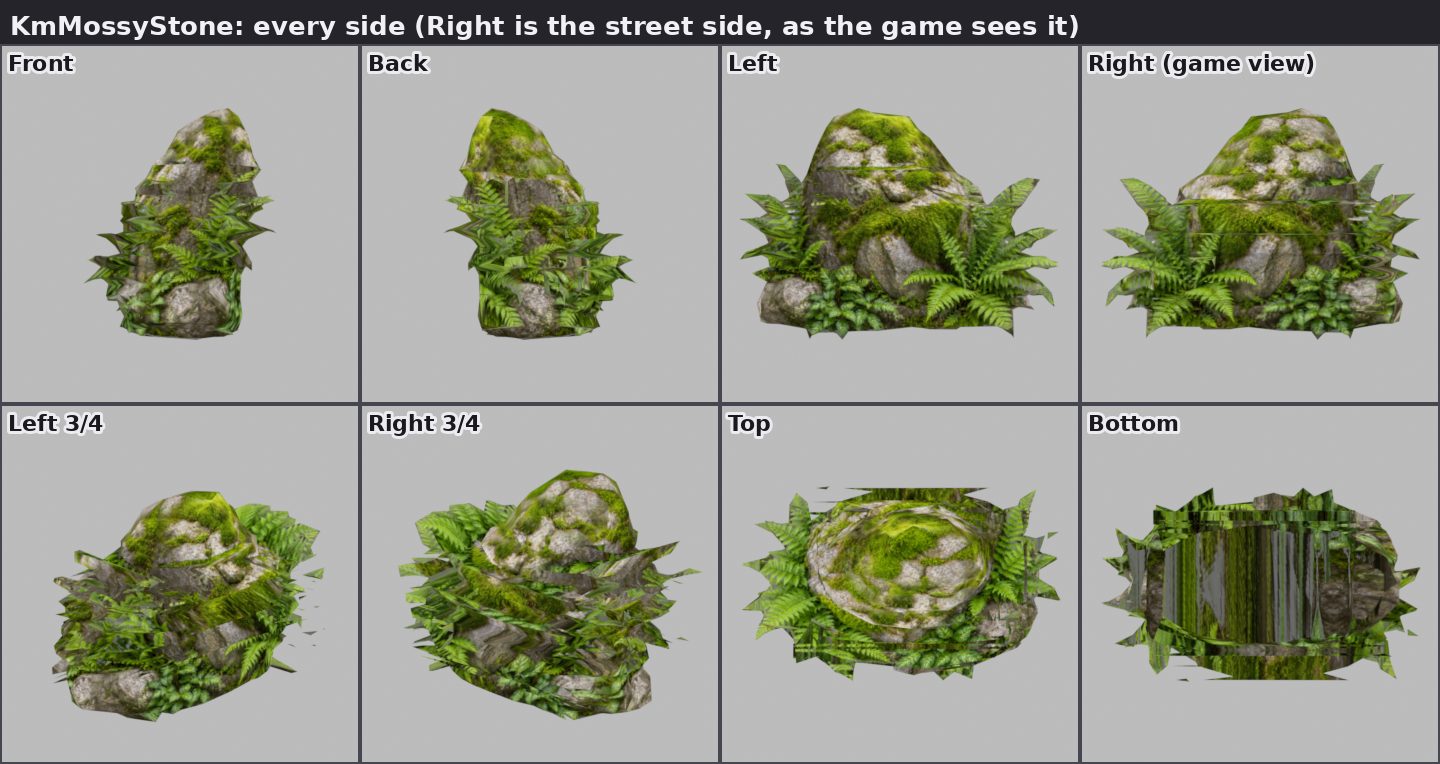 KmMossyStone: every side (Right is the street side, as the game sees it)
Front
Back
Left
Right (game view)
Left 3/4
Right 3/4
Top
Bottom